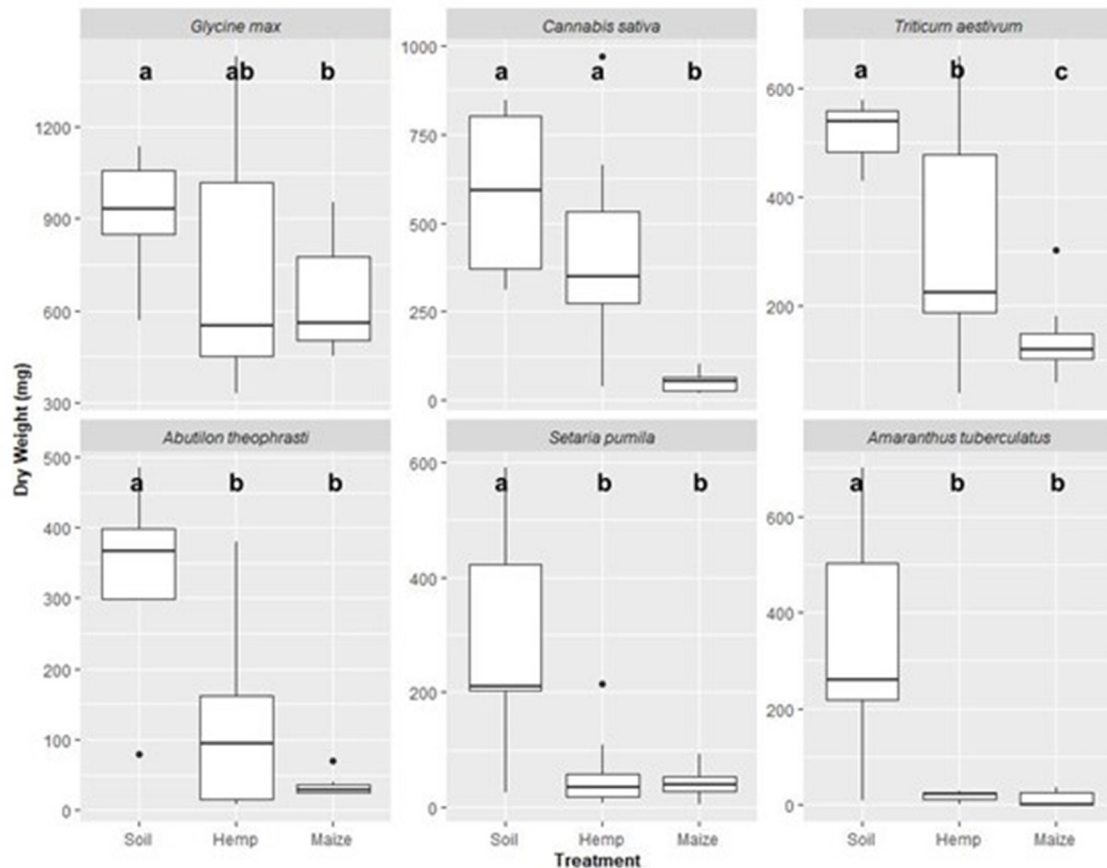 Glycine max
Cannabis sativa
Triticum aestivum
a ab b
a a b
a b c
1200
900
600
300
1000
750
500
250
0
600
400
200
Dry Weight (mg)
Abutilon theophrasti
Setaria pumila
Amaranthus tuberculatus
a b b
a b b
a b b
500
400
300
200
100
0
600
400
200
0
600
400
200
0
Soil Hemp Maize
Soil Hemp Maize
Soil Hemp Maize
Treatment